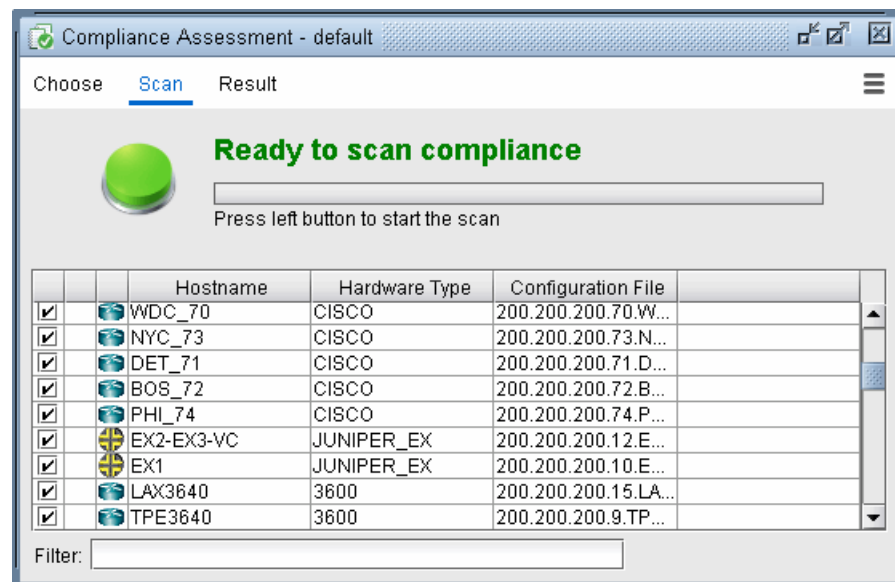 Compliance Assessment - default
Choose Scan Result
Ready to scan compliance
Press left button to start the scan
Hostname Hardware Type Configuration File
WDC_70 CISCO 200.200.200.70.W...
NYC_73 CISCO 200.200.200.73.N...
DET_71 CISCO 200.200.200.71.D...
BOS_72 CISCO 200.200.200.72.B...
PHI_74 CISCO 200.200.200.74.P...
EX2-EX3-VC JUNIPER_EX 200.200.200.12.E...
EX1 JUNIPER_EX 200.200.200.10.E...
LAX3640 3600 200.200.200.15.LA...
TPE3640 3600 200.200.200.9.TP...
Filter: